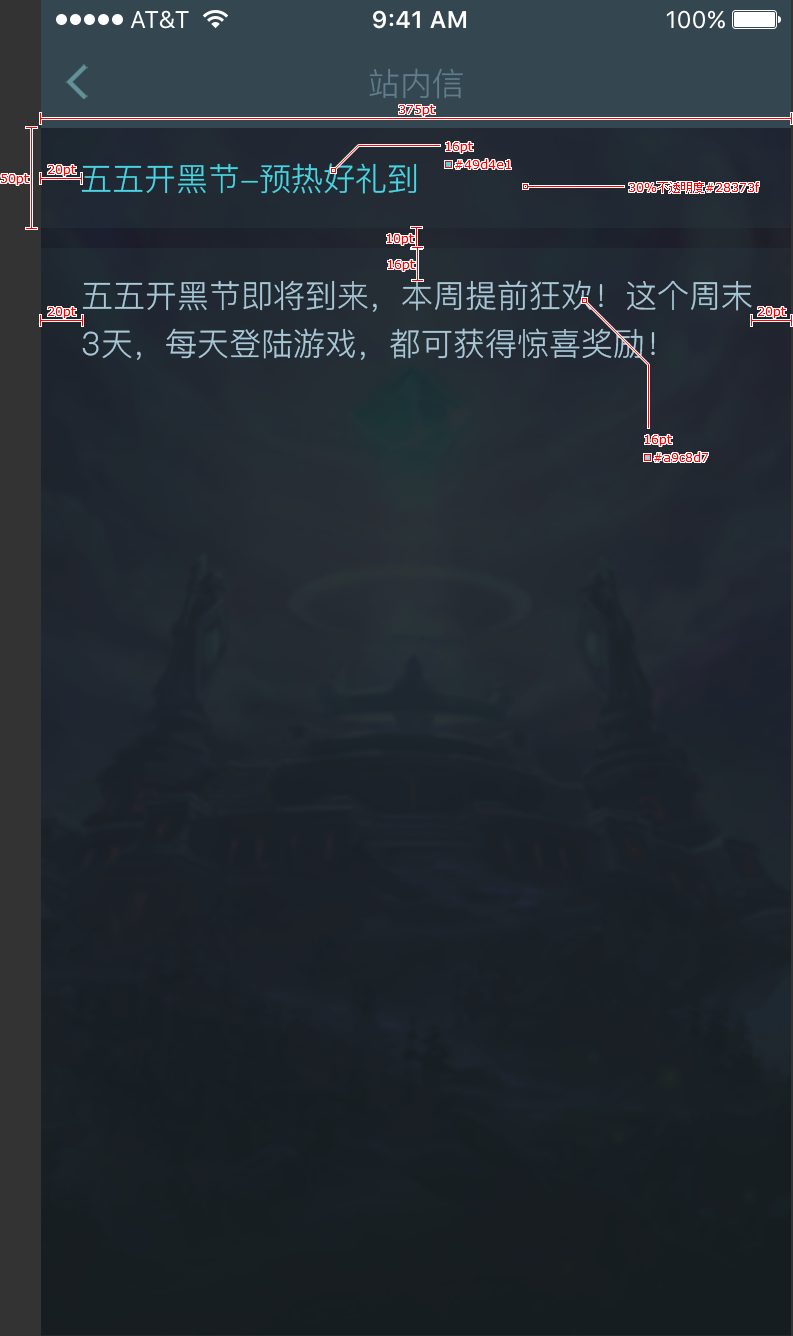 AT&T 9:41 AM 100%
站内信
375pt
16pt
#49d4e1
50pt
20pt
五五开黑节–预热好礼到
30%不透明度#28373f
10pt
16pt
五五开黑节即将到来，本周提前狂欢！这个周末
20pt
20pt
3天，每天登陆游戏，都可获得惊喜奖励！
16pt
#a9c8d7